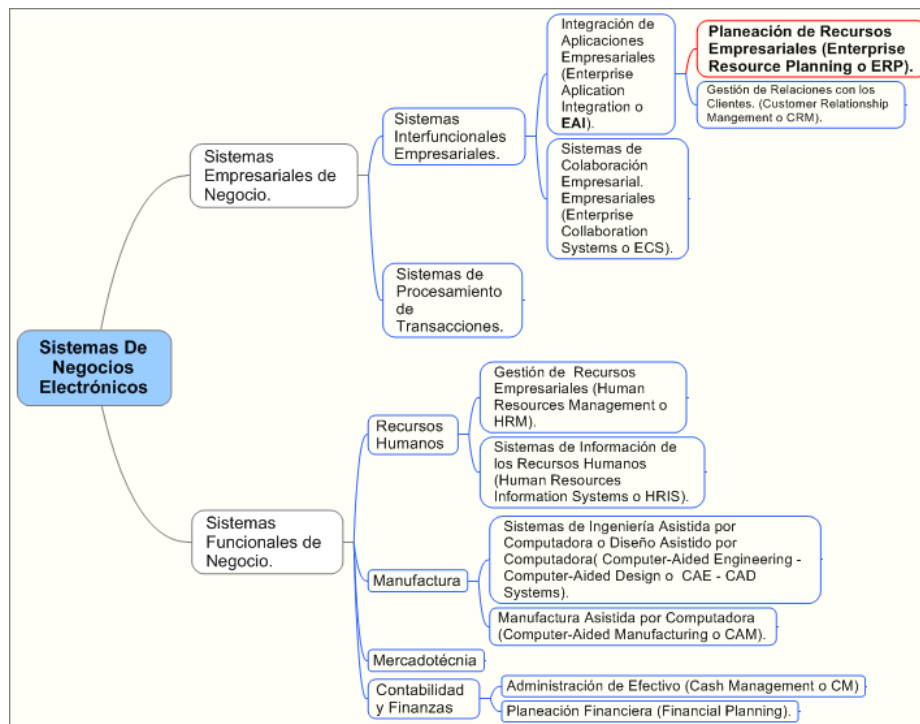 Sistemas De
Negocios
Electrónicos
Sistemas
Empresariales de
Negocio.
Sistemas
Interfuncionales
Empresariales.
Integración de
Aplicaciones
Empresariales
(Enterprise
Aplication
Integration o
EAI).
Planeación de Recursos
Empresariales (Enterprise
Resource Planning o ERP).
Gestión de Relaciones con los
Clientes. (Customer Relationship
Mangement o CRM).
Sistemas de
Colaboración
Empresarial.
Empresariales
(Enterprise
Collaboration
Systems o ECS).
Sistemas de
Procesamiento
de
Transacciones.
Sistemas
Funcionales de
Negocio.
Recursos
Humanos
Gestión de Recursos
Empresariales (Human
Resources Management o
HRM).
Sistemas de Información de
los Recursos Humanos
(Human Resources
Information Systems o HRIS).
Manufactura
Sistemas de Ingeniería Asistida por
Computadora o Diseño Asistido por
Computadora( Computer-Aided Engineering -
Computer-Aided Design o CAE - CAD
Systems).
Manufactura Asistida por Computadora
(Computer-Aided Manufacturing o CAM).
Mercadotécnia
Contabilidad
y Finanzas
Administración de Efectivo (Cash Management o CM)
Planeación Financiera (Financial Planning).